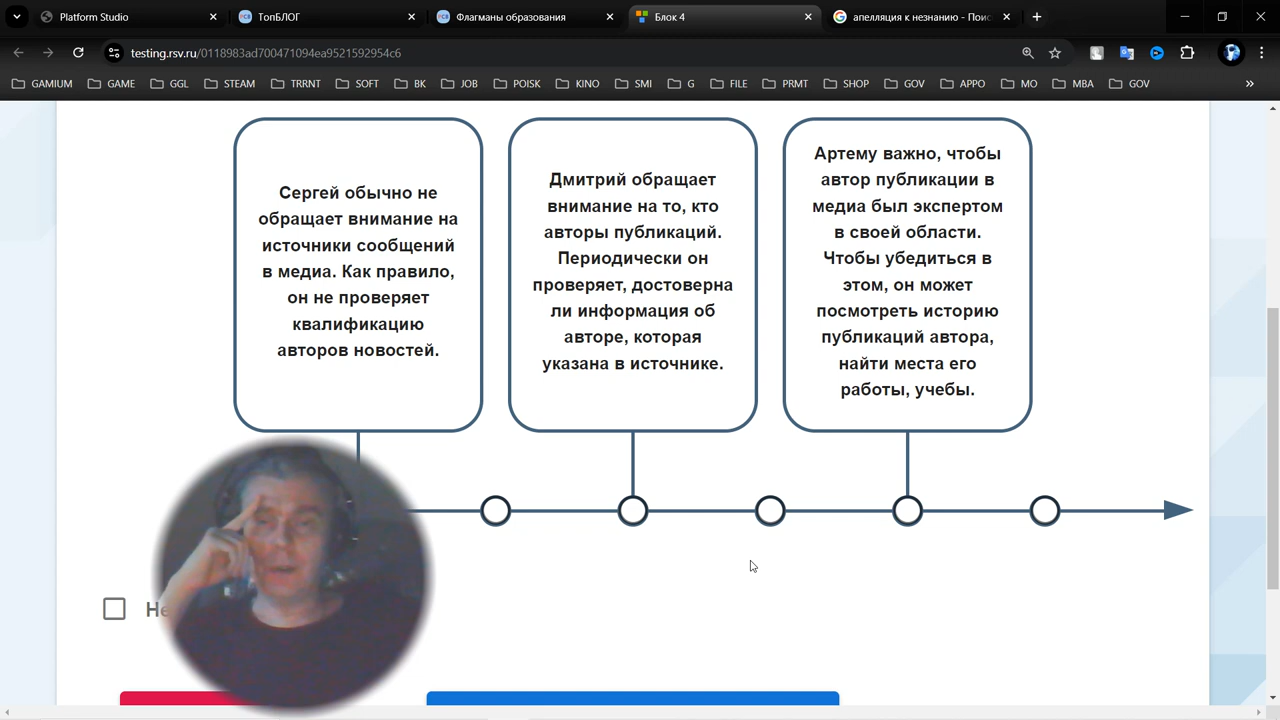 Platform Studio
ТопБЛОГ
Флагманы образования
Блок 4
апелляция к незнанию - Пои
testing.rsv.ru/0118983ad700471094ea9521592954c6
GAMIUM
GAME
GGL
STEAM
TRRNT
SOFT
BK
JOB
POISK
KINO
SMI
G
FILE
PRMT
SHOP
GOV
APPO
MO
MBA
GOV
Сергей обычно не
обращает внимание на
источники сообщений
в медиа. Как правило,
он не проверяет
квалификацию
авторов новостей.
Дмитрий обращает
внимание на то, кто
авторы публикаций.
Периодически он
проверяет, достоверна
ли информация об
авторе, которая
указана в источнике.
Артему важно, чтобы
автор публикации в
медиа был экспертом
в своей области.
Чтобы убедиться в
этом, он может
посмотреть историю
публикаций автора,
найти места его
работы, учебы.